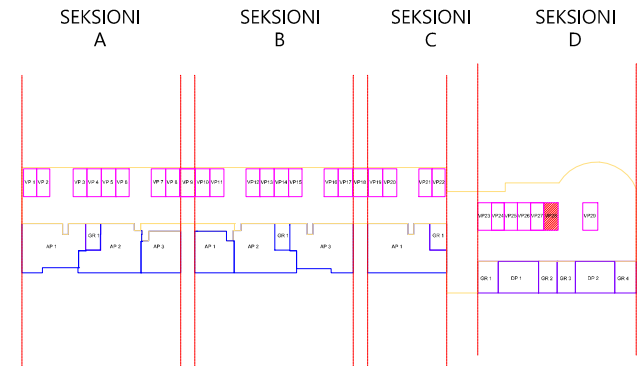 SEKSIONI A
SEKSIONI B
SEKSIONI C
SEKSIONI D
VP 1 VP 2 VP 3 VP 4 VP 5 VP 6 VP 7 VP 8 VP 9 VP10 VP11 VP12 VP13 VP14 VP15 VP16 VP17 VP18 VP19 VP20 VP21 VP22
VP23 VP24 VP25 VP26 VP27 VP28 VP29
GR 1 GR 1 GR 1
AP 1 AP 2 AP 3 AP 1 AP 2 AP 3 AP 1
GR 1 DP 1 GR 2 GR 3 DP 2 GR 4